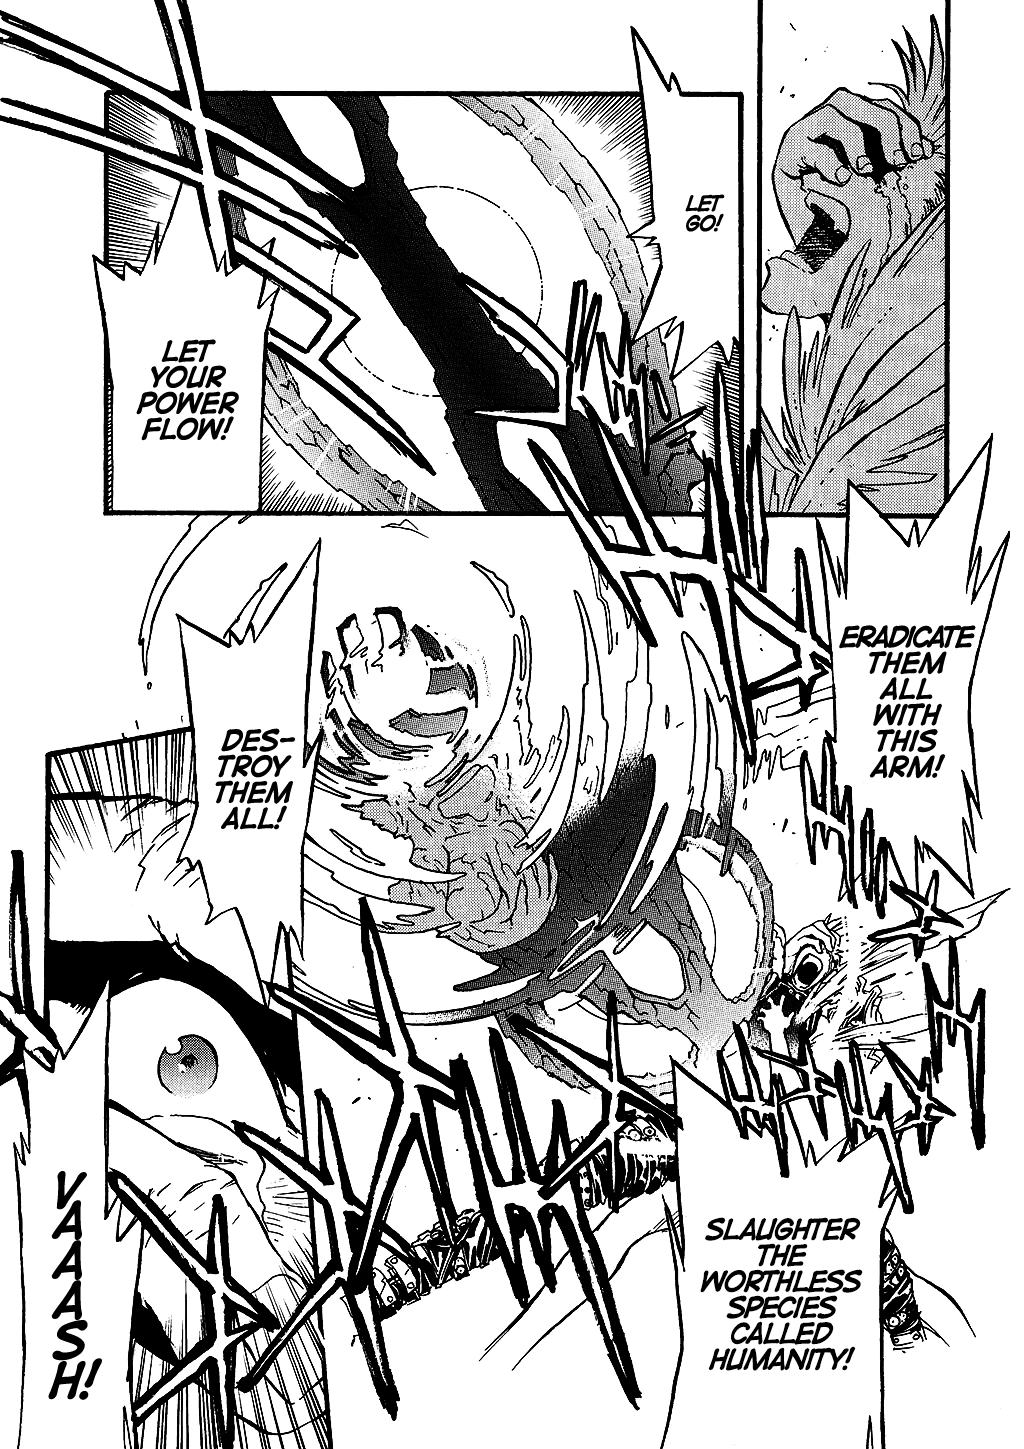 LET
GO!
LET
YOUR
POWER
FLOW!
ERADICATE
THEM
ALL
WITH
THIS
ARM!
DES-
TROY
THEM
ALL!
SLAUGHTER
THE
WORTHLESS
SPECIES
CALLED
HUMANITY!
VAAASH!